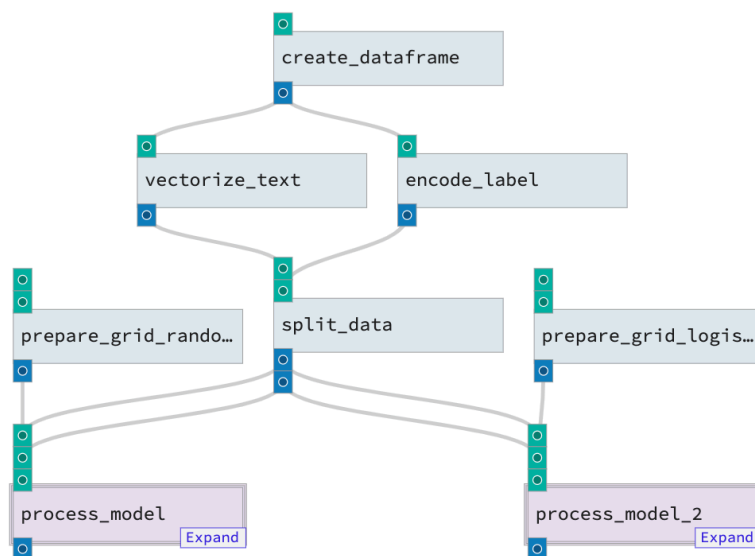 create_dataframe
vectorize_text
encode_label
split_data
prepare_grid_rando…
prepare_grid_logis…
process_model
Expand
process_model_2
Expand